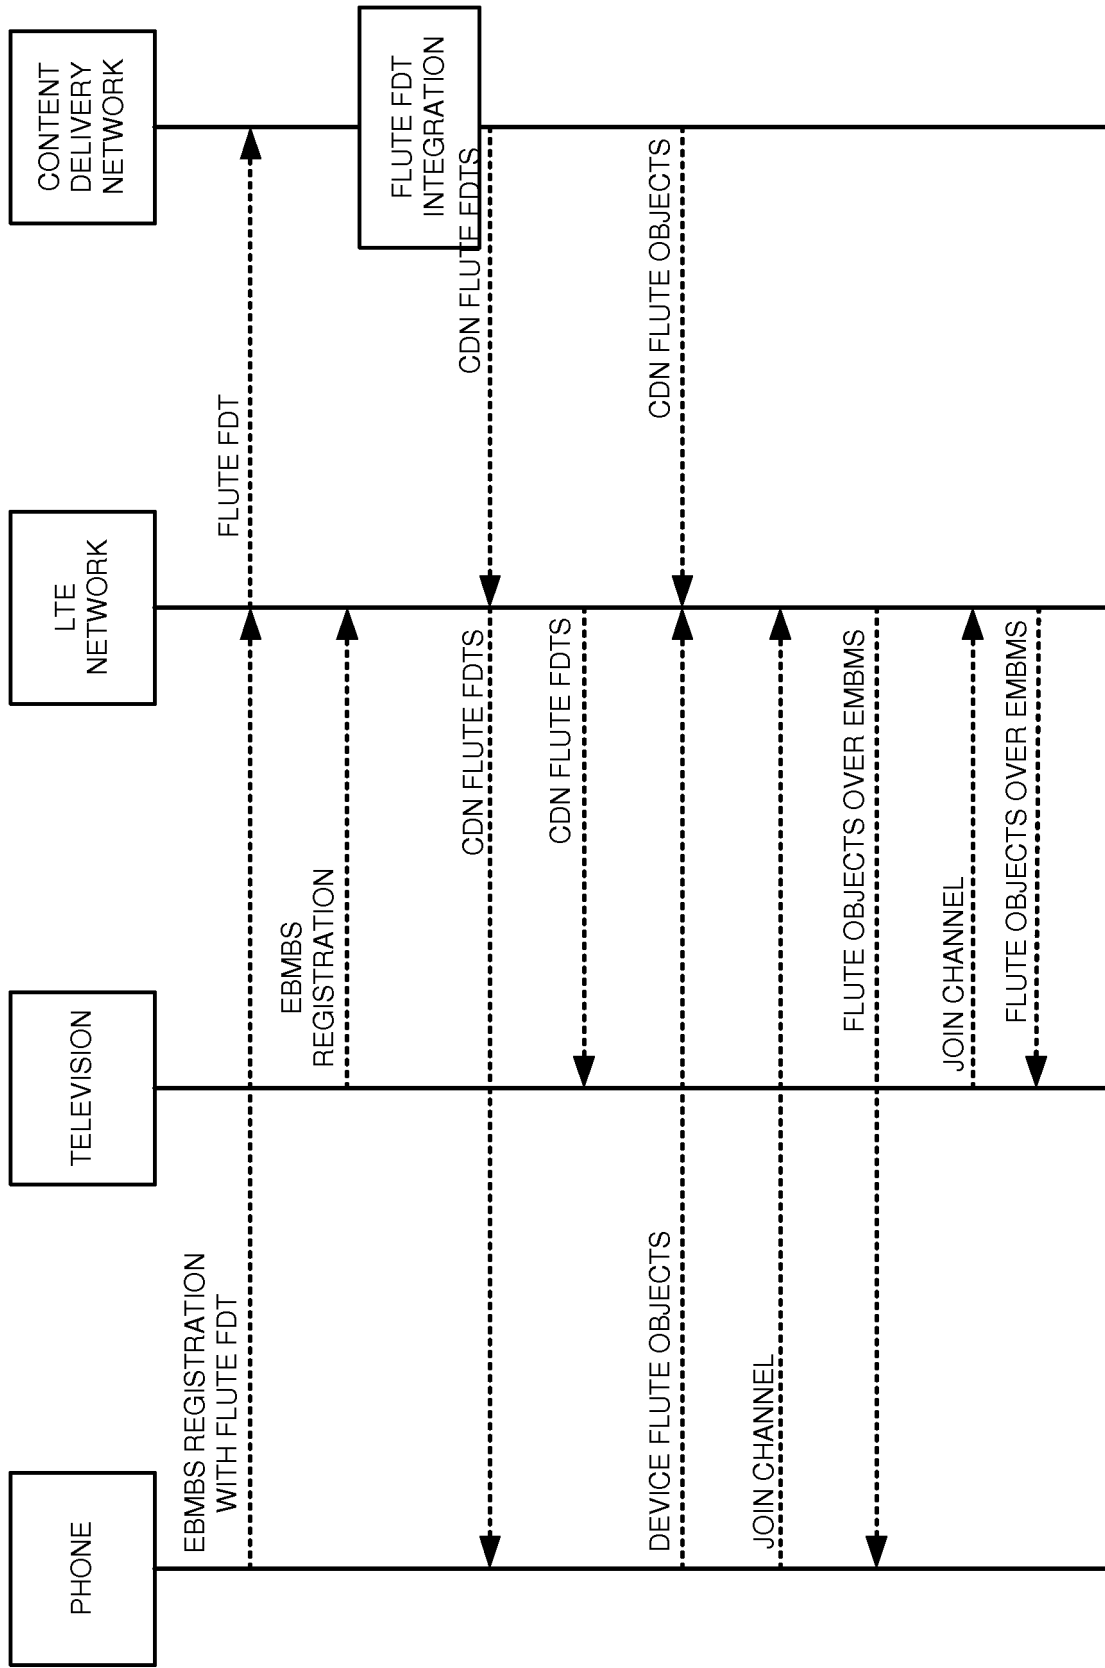 PHONE
TELEVISION
LTE
NETWORK
CONTENT
DELIVERY
NETWORK
EBMBS REGISTRATION
WITH FLUTE FDT
FLUTE FDT
EBMBS
REGISTRATION
FLUTE FDT
INTEGRATION
CDN FLUTE FDTS
CDN FLUTE FDTS
CDN FLUTE FDTS
DEVICE FLUTE OBJECTS
CDN FLUTE OBJECTS
JOIN CHANNEL
FLUTE OBJECTS OVER EMBMS
JOIN CHANNEL
FLUTE OBJECTS OVER EMBMS